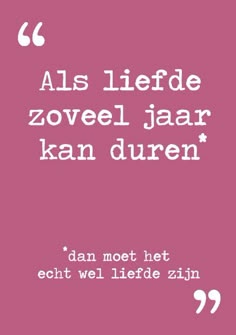 “
Als liefde
zoveel jaar
kan duren*
*dan moet het
echt wel liefde zijn
”